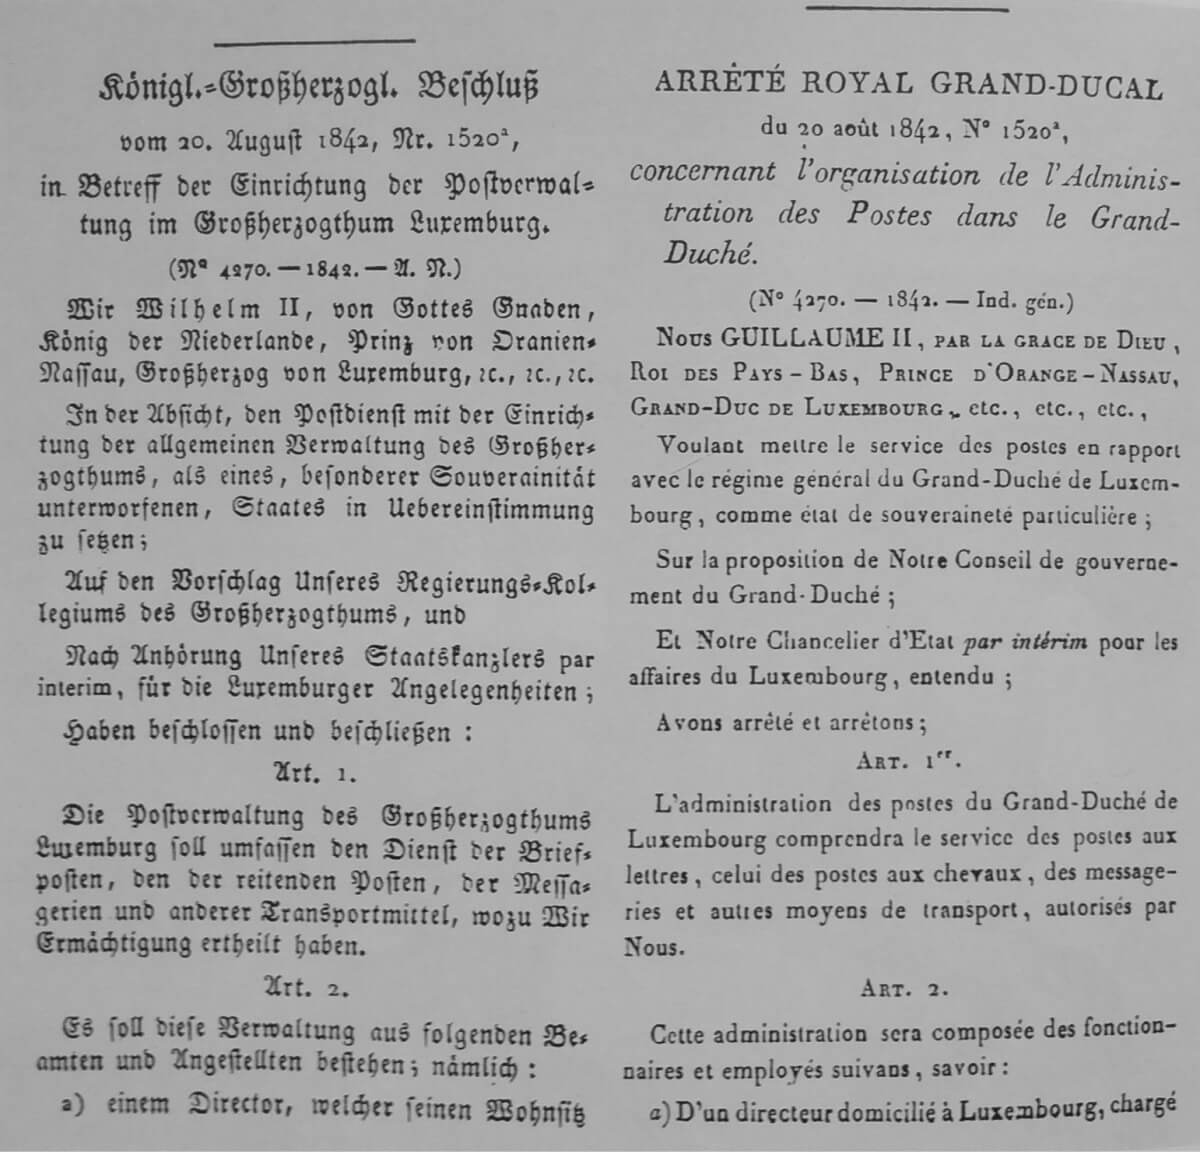 Königl.-Großherzogl. Beschluß
vom 20. August 1842, Nr. 1520ª,
in Betreff der Einrichtung der Postverwal-
tung im Großherzogthum Luxemburg.
(Nª 4270. — 1842. — A. N.)
Wir Wilhelm II, von Gottes Gnaden,
König der Niederlande, Prinz von Oranien-
Nassau, Großherzog von Luxemburg, ꝛc., ꝛc., ꝛc.
In der Absicht, den Postdienst mit der Einrich-
tung der allgemeinen Verwaltung des Großher-
zogthums, als eines, besonderer Souverainität
unterworfenen, Staates in Uebereinstimmung
zu setzen;
Auf den Vorschlag Unseres Regierungs-Kol-
legiums des Großherzogthums, und
Nach Anhörung Unseres Staatskanzlers par
interim, für die Luxemburger Angelegenheiten;
Haben beschlossen und beschließen:
Art. 1.
Die Postverwaltung des Großherzogthums
Luxemburg soll umfassen den Dienst der Brief-
posten, den der reitenden Posten, der Messa-
gerien und anderer Transportmittel, wozu Wir
Ermächtigung ertheilt haben.
Art. 2.
Es soll diese Verwaltung aus folgenden Be-
amten und Angestellten bestehen; nämlich:
a) einem Director, welcher seinen Wohnsitz
ARRÊTÉ ROYAL GRAND-DUCAL
du 20 août 1842, N° 1520ª,
concernant l'organisation de l'Adminis-
tration des Postes dans le Grand-
Duché.
(N° 4270. — 1842. — Ind. gén.)
Nous GUILLAUME II, PAR LA GRACE DE DIEU,
ROI DES PAYS-BAS, PRINCE D'ORANGE-NASSAU,
GRAND-DUC DE LUXEMBOURG, etc., etc., etc.,
Voulant mettre le service des postes en rapport
avec le régime général du Grand-Duché de Luxem-
bourg, comme état de souveraineté particulière;
Sur la proposition de Notre Conseil de gouverne-
ment du Grand-Duché;
Et Notre Chancelier d'Etat par intérim pour les
affaires du Luxembourg, entendu;
Avons arrêté et arrêtons;
ART. 1er.
L'administration des postes du Grand-Duché de
Luxembourg comprendra le service des postes aux
lettres, celui des postes aux chevaux, des message-
ries et autres moyens de transport, autorisés par
Nous.
ART. 2.
Cette administration sera composée des fonction-
naires et employés suivans, savoir:
a) D'un directeur domicilié à Luxembourg, chargé